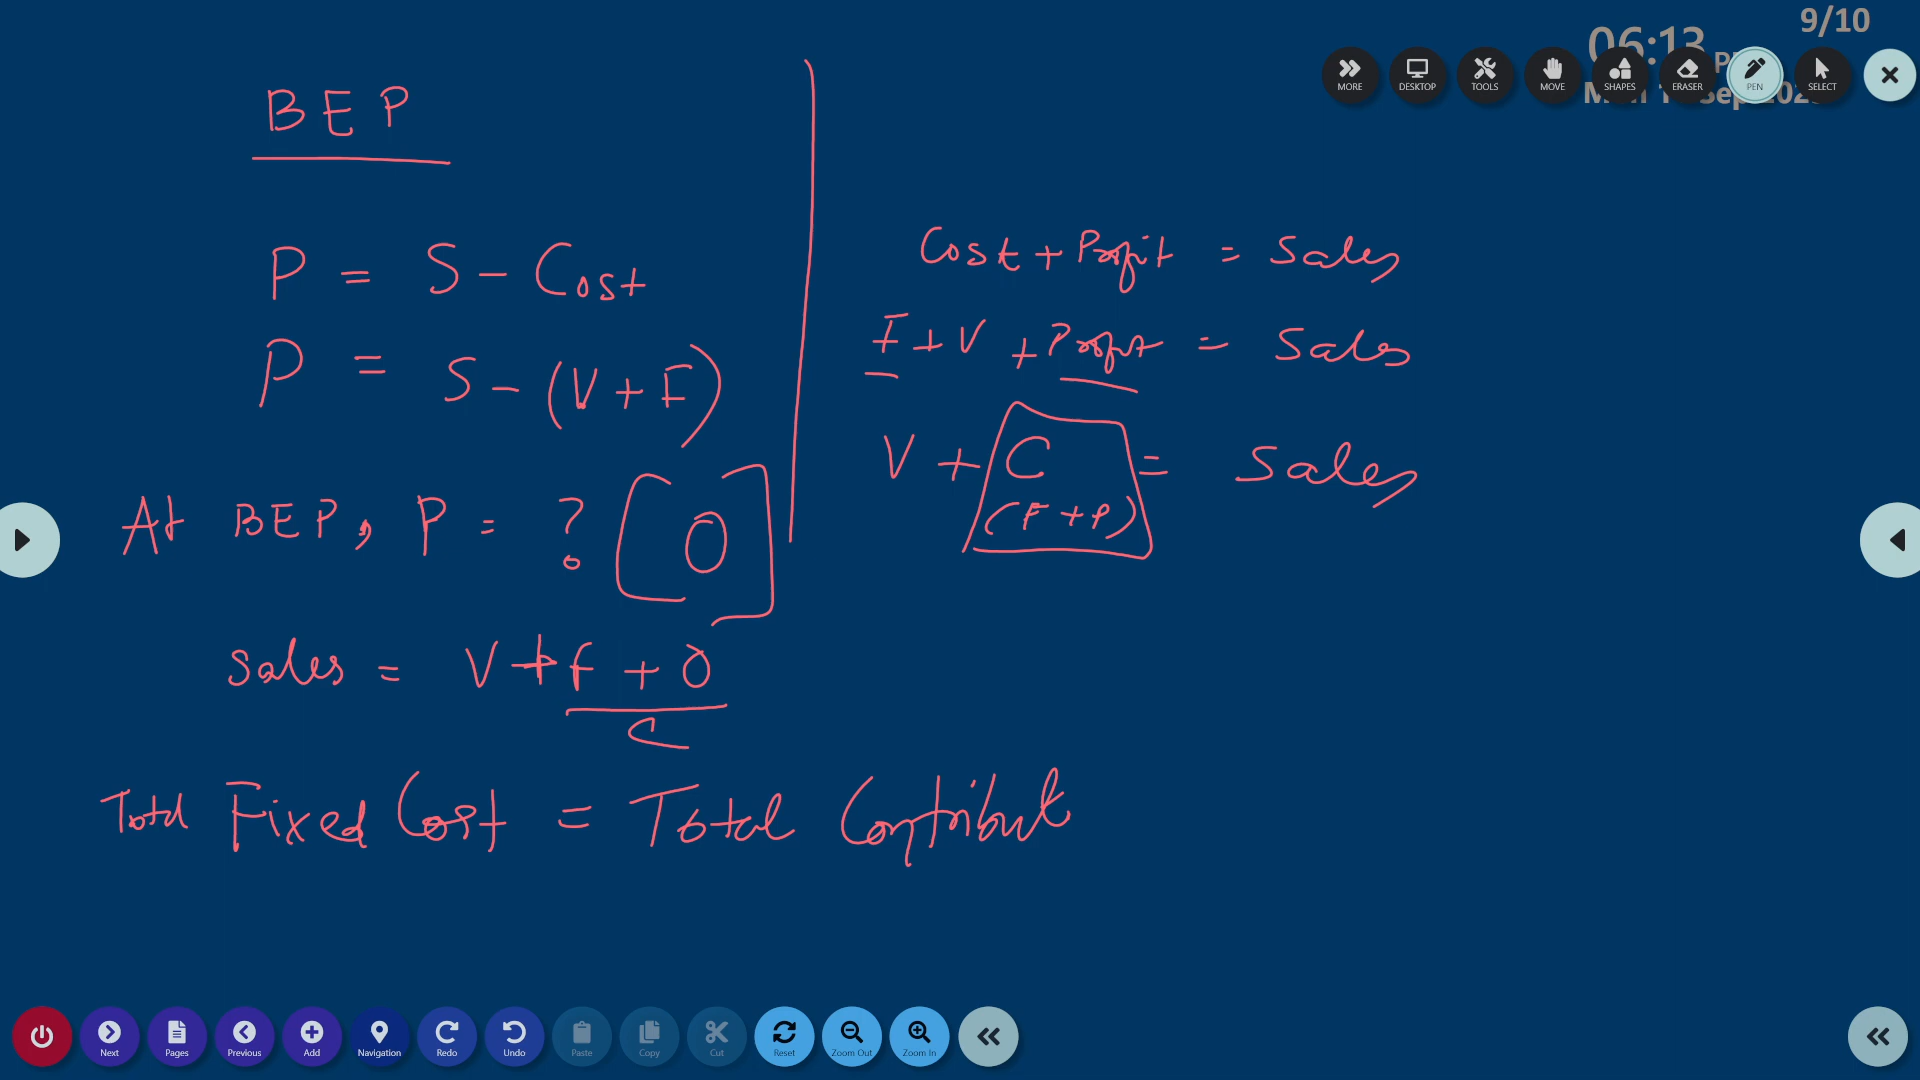 9/10
06:13
BEP
P = S - Cost
P = S - (V + F)
At BEP, P = ? [0]
Sales = V + f + 0
C
Total Fixed Cost = Total Contribut
Cost + Profit = Sales
F + V + Profit = Sales
V + C = Sales
(F + P)
MORE
DESKTOP
TOOLS
MOVE
SHAPES
ERASER
PEN
SELECT
Next
Pages
Previous
Add
Navigation
Redo
Undo
Paste
Copy
Cut
Reset
Zoom Out
Zoom In